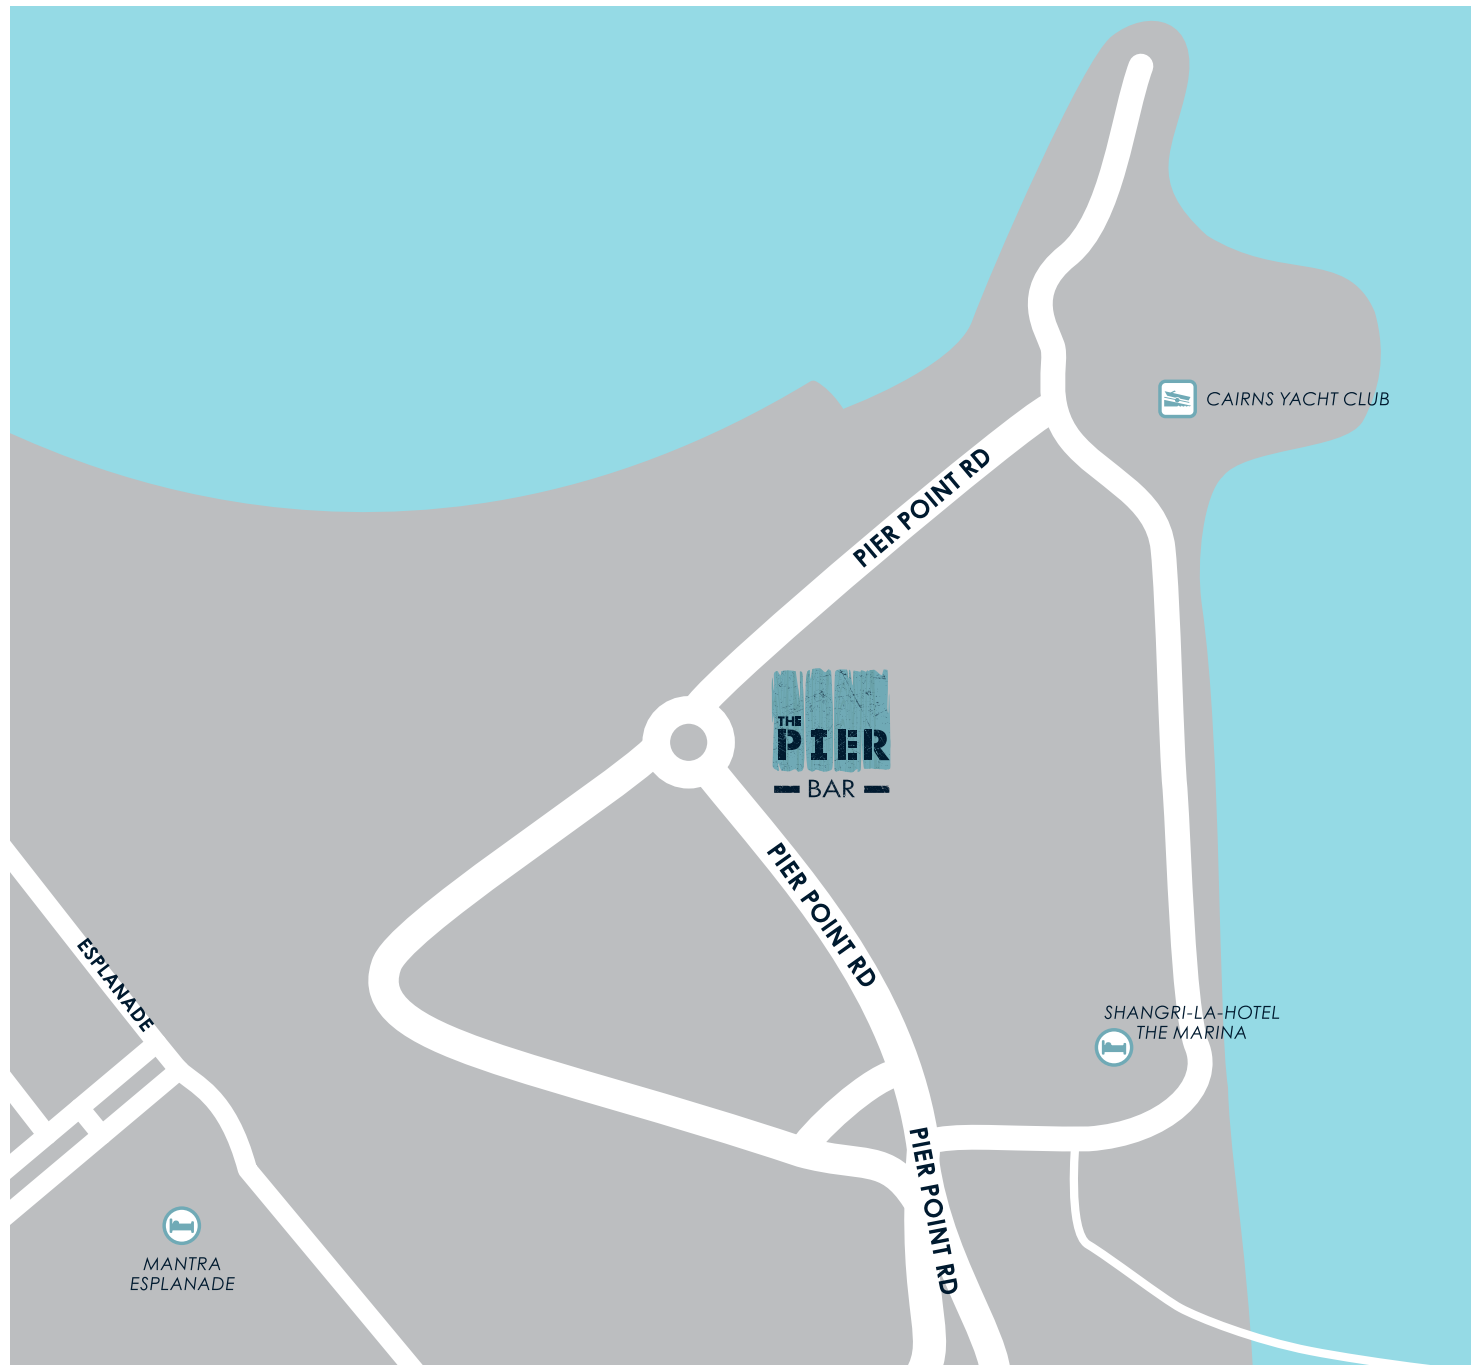 CAIRNS YACHT CLUB
PIER POINT RD
THE
PIER
BAR
PIER POINT RD
ESPLANADE
SHANGRI-LA-HOTEL
THE MARINA
PIER POINT RD
MANTRA
ESPLANADE